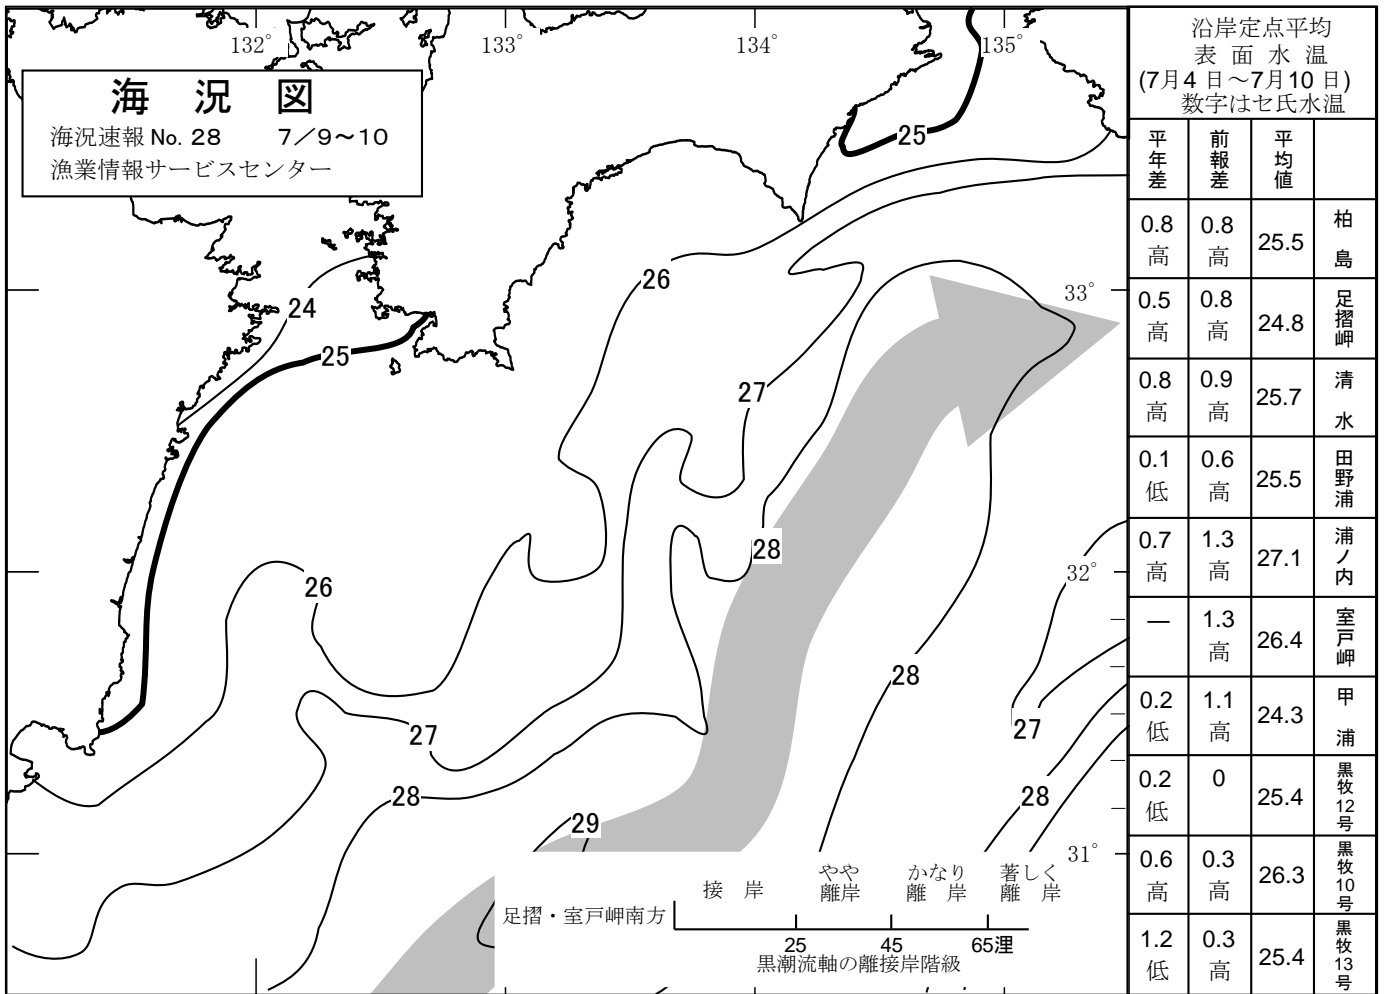 海況図
海況速報 No. 28 7／9～10
漁業情報サービスセンター
132°
133°
134°
135°
25
26
24
33°
25
27
28
32°
26
28
27
27
28
28
29
31°
接岸
やや離岸
かなり離岸
著しく離岸
足摺・室戸岬南方
25 45 65浬
黒潮流軸の離接岸階級
沿岸定点平均
表面水温
(7月4日～7月10日)
数字はセ氏水温
平年差 前報差 平均値
0.8高 0.8高 25.5 柏島
0.5高 0.8高 24.8 足摺岬
0.8高 0.9高 25.7 清水
0.1低 0.6高 25.5 田野浦
0.7高 1.3高 27.1 浦ノ内
― 1.3高 26.4 室戸岬
0.2低 1.1高 24.3 甲浦
0.2低 0 25.4 黒牧12号
0.6高 0.3高 26.3 黒牧10号
1.2低 0.3高 25.4 黒牧13号